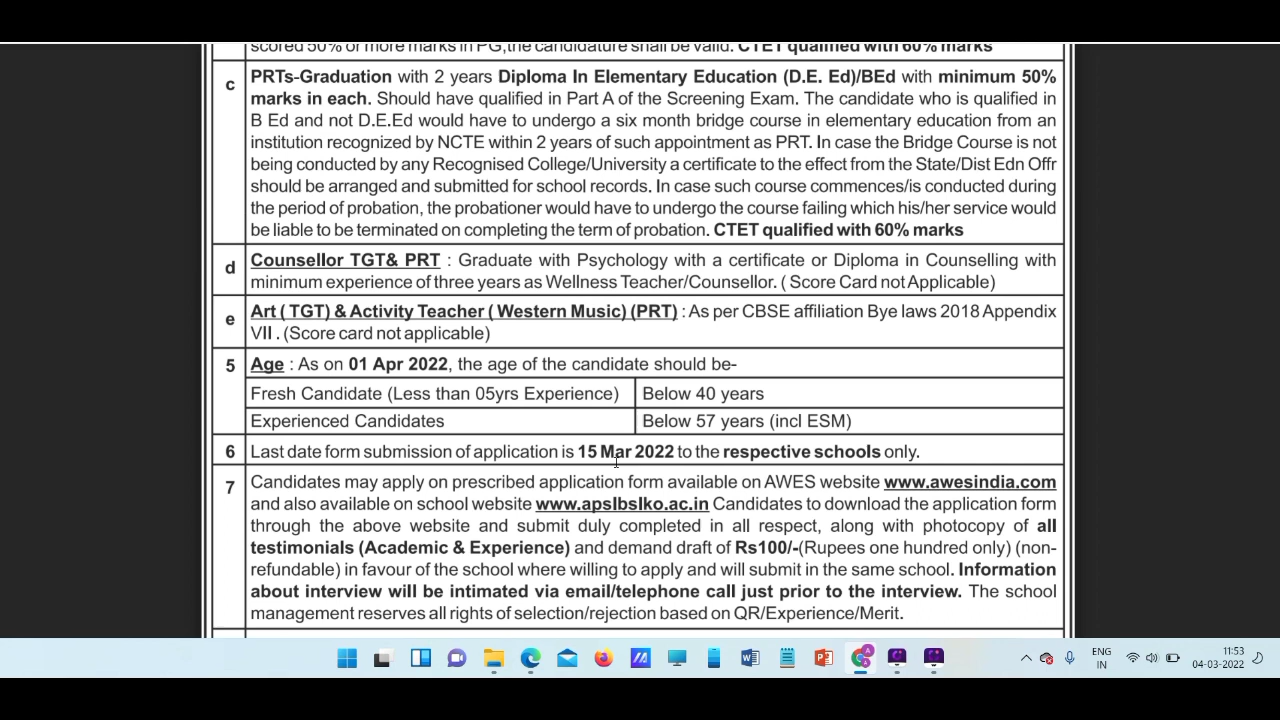 scored 50% or more marks in PG,the candidature shall be valid. CTET qualified with 60% marks
c
PRTs-Graduation with 2 years Diploma In Elementary Education (D.E. Ed)/BEd with minimum 50%
marks in each. Should have qualified in Part A of the Screening Exam. The candidate who is qualified in
B Ed and not D.E.Ed would have to undergo a six month bridge course in elementary education from an
institution recognized by NCTE within 2 years of such appointment as PRT. In case the Bridge Course is not
being conducted by any Recognised College/University a certificate to the effect from the State/Dist Edn Offr
should be arranged and submitted for school records. In case such course commences/is conducted during
the period of probation, the probationer would have to undergo the course failing which his/her service would
be liable to be terminated on completing the term of probation. CTET qualified with 60% marks
d
Counsellor TGT& PRT : Graduate with Psychology with a certificate or Diploma in Counselling with
minimum experience of three years as Wellness Teacher/Counsellor. ( Score Card not Applicable)
e
Art ( TGT) & Activity Teacher ( Western Music) (PRT) : As per CBSE affiliation Bye laws 2018 Appendix
VII . (Score card not applicable)
5
Age : As on 01 Apr 2022, the age of the candidate should be-
Fresh Candidate (Less than 05yrs Experience) Below 40 years
Experienced Candidates Below 57 years (incl ESM)
6
Last date form submission of application is 15 Mar 2022 to the respective schools only.
7
Candidates may apply on prescribed application form available on AWES website www.awesindia.com
and also available on school website www.apslbslko.ac.in Candidates to download the application form
through the above website and submit duly completed in all respect, along with photocopy of all
testimonials (Academic & Experience) and demand draft of Rs100/-(Rupees one hundred only) (non-
refundable) in favour of the school where willing to apply and will submit in the same school. Information
about interview will be intimated via email/telephone call just prior to the interview. The school
management reserves all rights of selection/rejection based on QR/Experience/Merit.
ENG
IN
11:53
04-03-2022